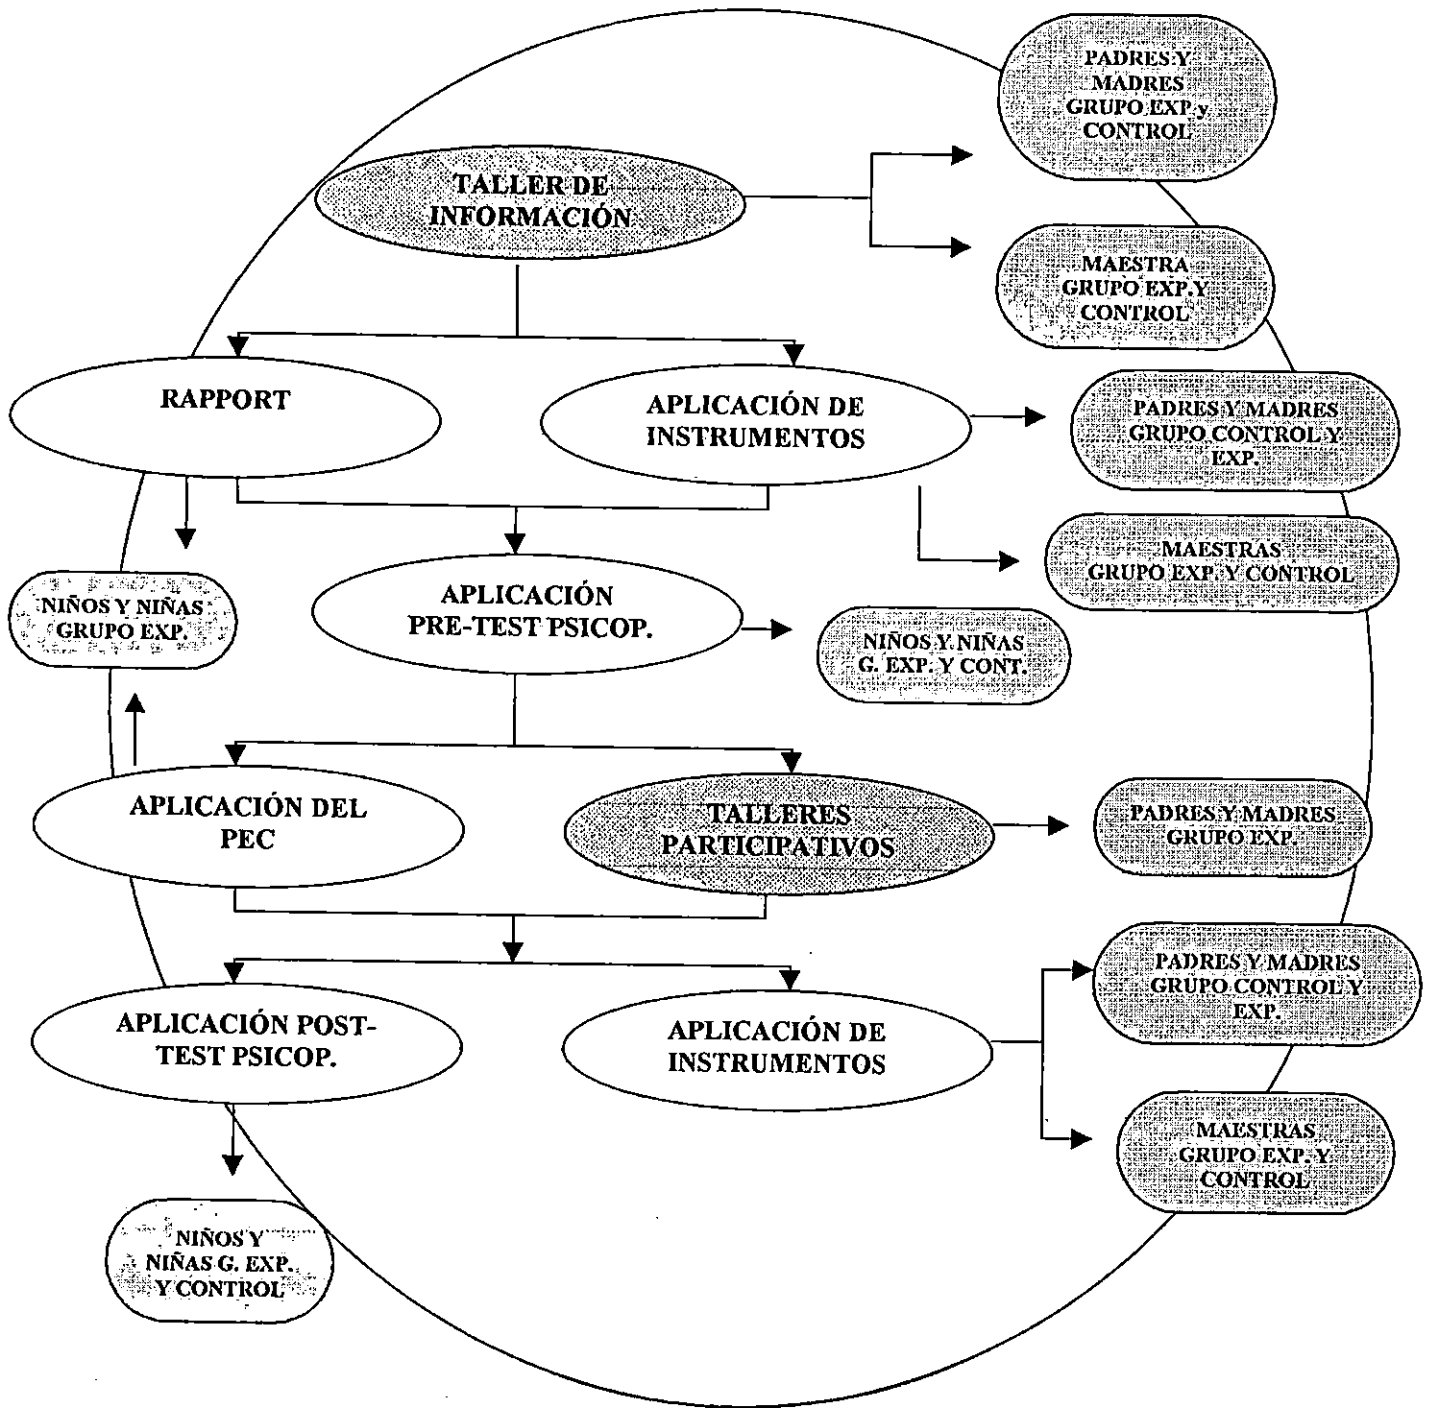 PADRES Y
MADRES
GRUPO EXP.y
CONTROL
TALLER DE
INFORMACIÓN
MAESTRA
GRUPO EXP.Y
CONTROL
RAPPORT
APLICACIÓN DE
INSTRUMENTOS
PADRES Y MADRES
GRUPO CONTROL Y
EXP.
MAESTRAS
GRUPO EXP. Y CONTROL
NIÑOS Y NIÑAS
GRUPO EXP.
APLICACIÓN
PRE-TEST PSICOP.
NIÑOS Y NIÑAS
G. EXP. Y CONT.
APLICACIÓN DEL
PEC
TALLERES
PARTICIPATIVOS
PADRES Y MADRES
GRUPO EXP.
PADRES Y MADRES
GRUPO CONTROL Y
EXP.
APLICACIÓN POST-
TEST PSICOP.
APLICACIÓN DE
INSTRUMENTOS
MAESTRAS
GRUPO EXP. Y
CONTROL
NIÑOS Y
NIÑAS G. EXP.
Y CONTROL